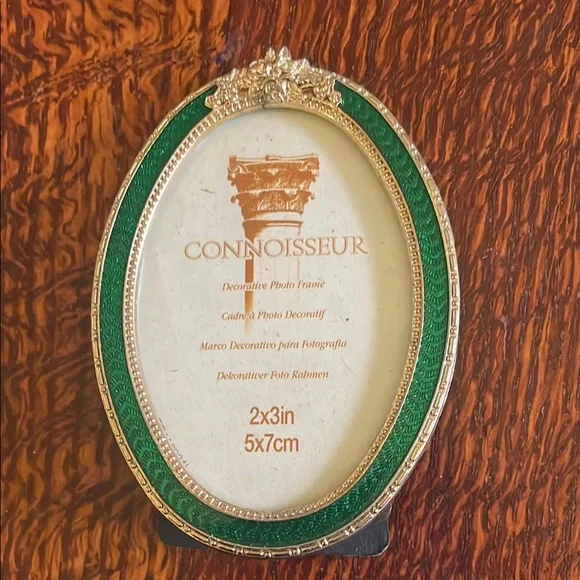 CONNOISSEUR
Decorative Photo Frame
Cadre à Photo Decoratif
Marco Decorativo para Fotografia
Dekorativer Foto Rahmen
2x3in
5x7cm